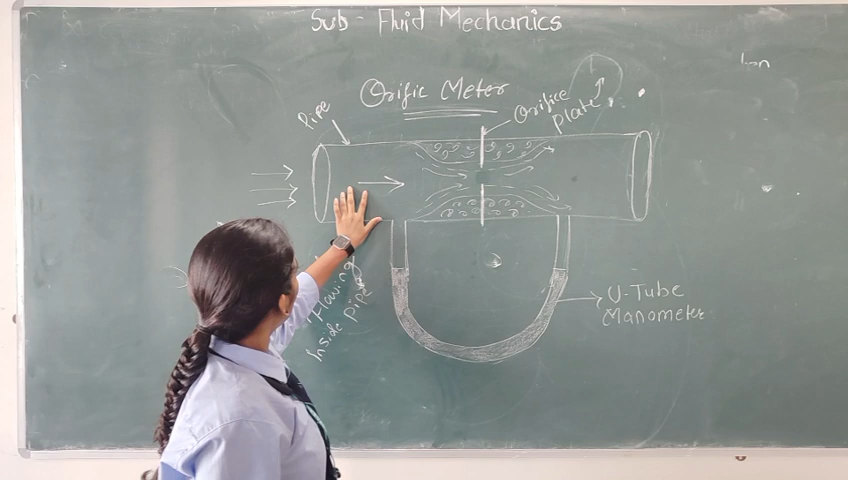 Sub - Fluid Mechanics
Orific Meter
Pipe
Orifice
Plate
Flowing
Inside Pipe
U-Tube
Manometer